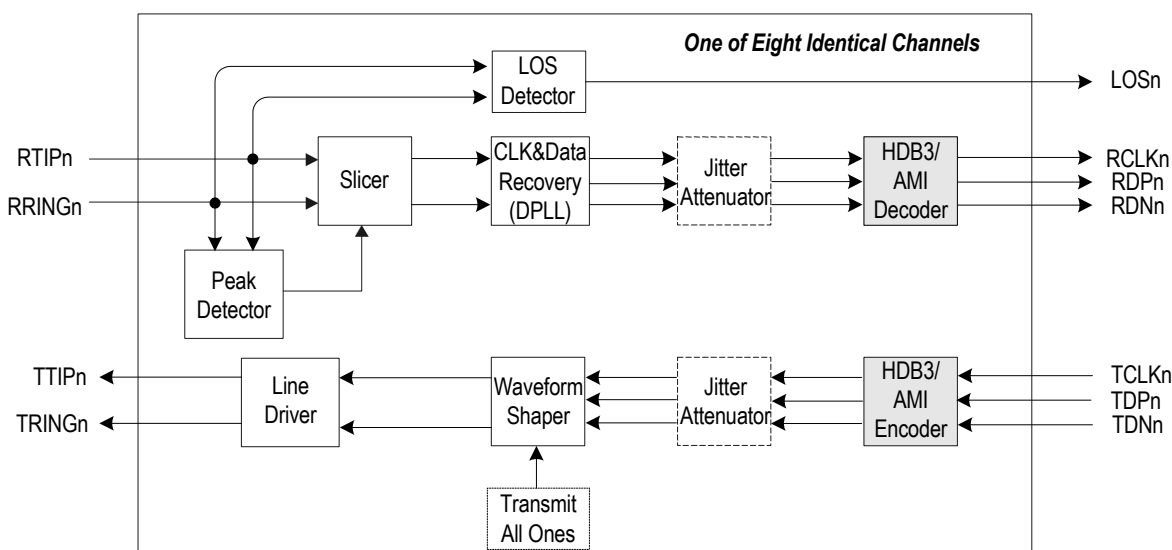 One of Eight Identical Channels
LOS
Detector
LOSn
RTIPn
RRINGn
Slicer
CLK&Data
Recovery
(DPLL)
Jitter
Attenuator
HDB3/
AMI
Decoder
RCLKn
RDPn
RDNn
Peak
Detector
TTIPn
TRINGn
Line
Driver
Waveform
Shaper
Jitter
Attenuator
HDB3/
AMI
Encoder
TCLKn
TDPn
TDNn
Transmit
All Ones